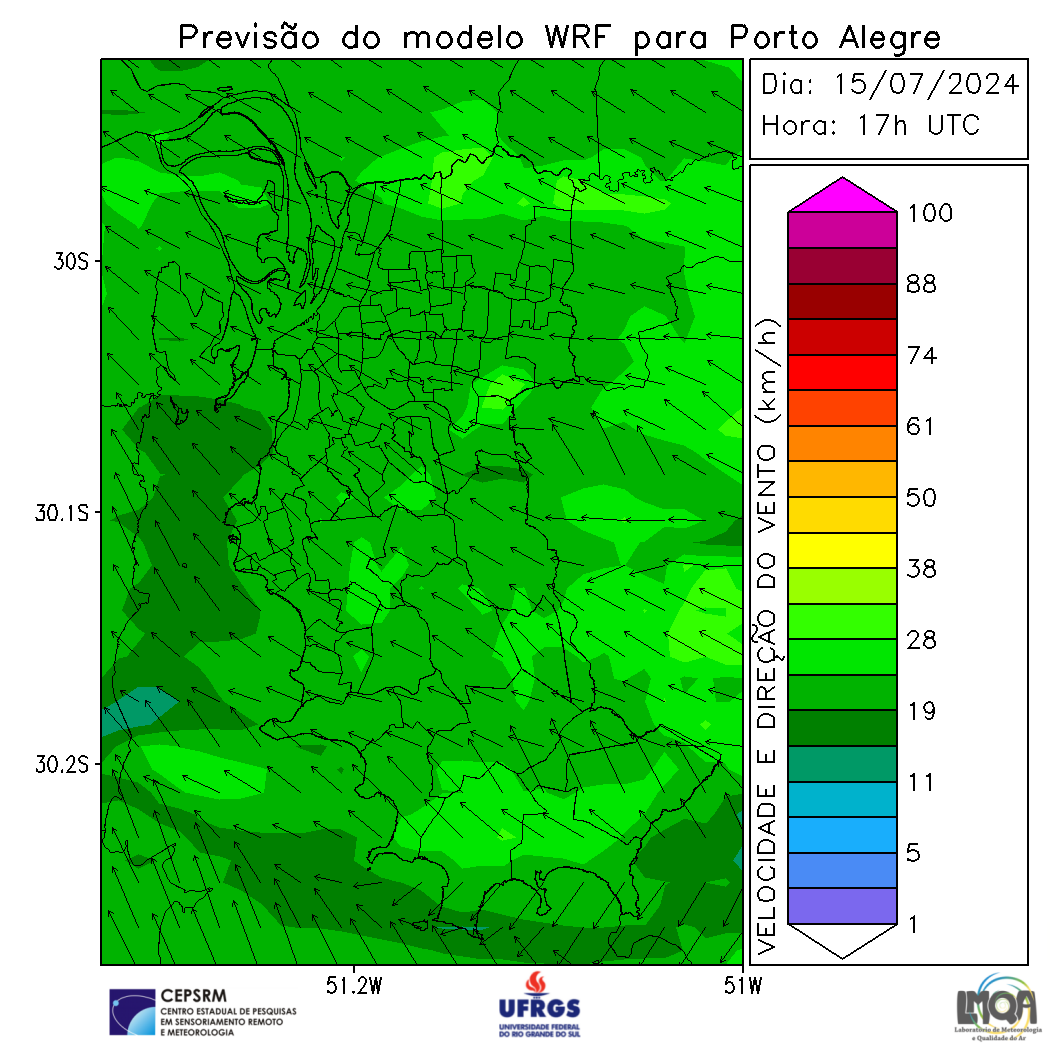 Previsão do modelo WRF para Porto Alegre
Dia: 15/07/2024
Hora: 17h UTC
30S
30.1S
30.2S
51.2W
51W
VELOCIDADE E DIREÇÃO DO VENTO (km/h)
100
88
74
61
50
38
28
19
11
5
1
CEPSRM
CENTRO ESTADUAL DE PESQUISAS
EM SENSORIAMENTO REMOTO
E METEOROLOGIA
UFRGS
UNIVERSIDADE FEDERAL
DO RIO GRANDE DO SUL
LMQA
Laboratório de Meteorologia
e Qualidade do Ar